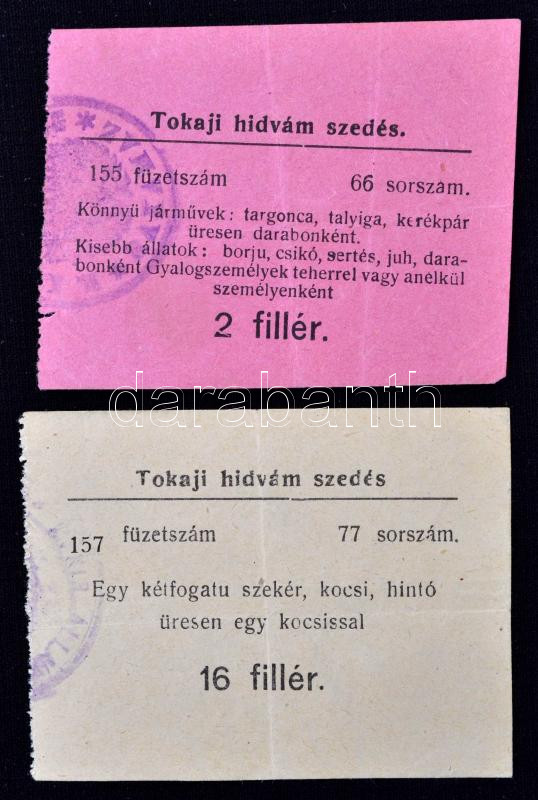 Tokaji hidvám szedés.
155 füzetszám 66 sorszám.
Könnyü járművek: targonca, talyiga, kerékpár
üresen darabonként.
Kisebb állatok: borju, csikó, sertés, juh, dara-
bonként Gyalogszemélyek teherrel vagy anelkül
személyenként
2 fillér.
darabanth
Tokaji hidvám szedés
157 füzetszám 77 sorszám.
Egy kétfogatu szekér, kocsi, hintó
üresen egy kocsissal
16 fillér.